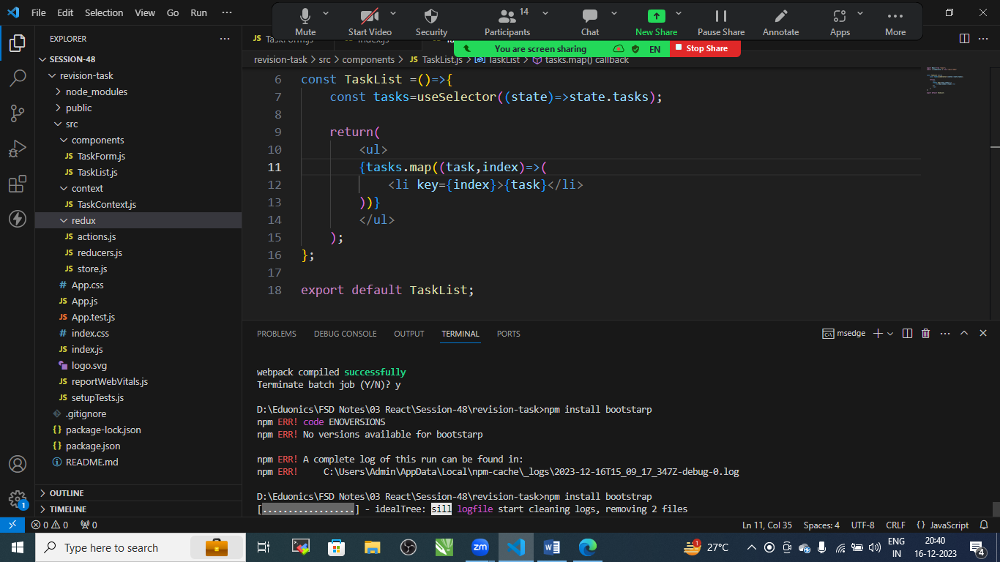 File Edit Selection View Go Run ···
Mute Start Video Security Participants 14 Chat New Share Pause Share Annotate Apps More
You are screen sharing EN Stop Share
EXPLORER
SESSION-48
revision-task
node_modules
public
src
components
JS TaskForm.js
JS TaskList.js
context
JS TaskContext.js
redux
JS actions.js
JS reducers.js
JS store.js
# App.css
JS App.js
JS App.test.js
# index.css
JS index.js
logo.svg
JS reportWebVitals.js
JS setupTests.js
.gitignore
{} package-lock.json
{} package.json
README.md
OUTLINE
TIMELINE
JS TaskForm.js
revision-task > src > components > JS TaskList.js > TaskList > tasks.map() callback
6 const TaskList =()=>{
7 const tasks=useSelector((state)=>state.tasks);
8
9 return(
10 <ul>
11 {tasks.map((task,index)=>(
12 <li key={index}>{task}</li>
13 ))}
14 </ul>
15 );
16 };
17
18 export default TaskList;
PROBLEMS DEBUG CONSOLE OUTPUT TERMINAL PORTS msedge
webpack compiled successfully
Terminate batch job (Y/N)? y
D:\Eduonics\FSD Notes\03 React\Session-48\revision-task>npm install bootstarp
npm ERR! code ENOVERSIONS
npm ERR! No versions available for bootstarp
npm ERR! A complete log of this run can be found in:
npm ERR! C:\Users\Admin\AppData\Local\npm-cache\_logs\2023-12-16T15_09_17_347Z-debug-0.log
D:\Eduonics\FSD Notes\03 React\Session-48\revision-task>npm install bootstrap
[..................] - idealTree: sill logfile start cleaning logs, removing 2 files
1
0 0 0 Ln 11, Col 35 Spaces: 4 UTF-8 CRLF {} JavaScript
Type here to search zm W 1 27°C ENG IN 20:40 16-12-2023 4